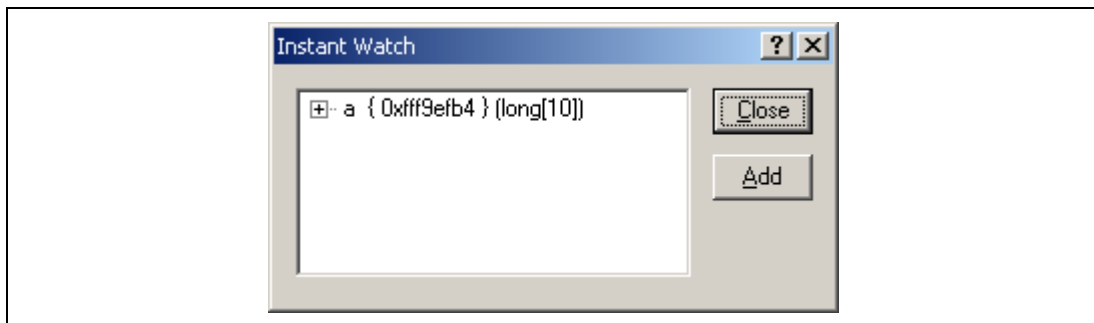 Instant Watch
a { 0xfff9efb4 } (long[10])
Close
Add